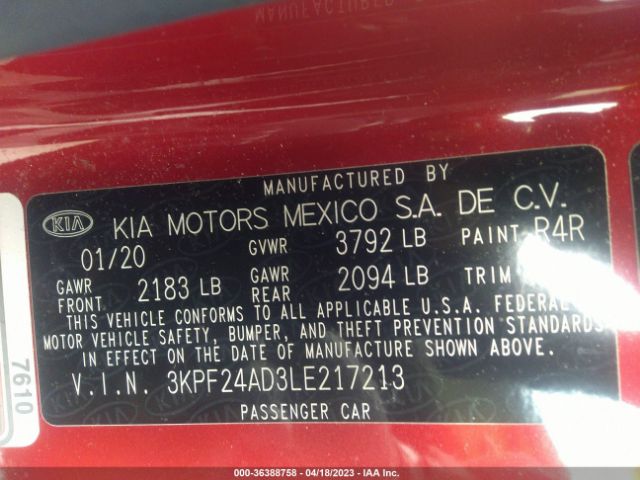 MANUFACTURED BY
KIA KIA MOTORS MEXICO S.A. DE C.V.
01/20 GVWR 3792 LB PAINT R4R
GAWR FRONT 2183 LB GAWR REAR 2094 LB TRIM
THIS VEHICLE CONFORMS TO ALL APPLICABLE U.S.A. FEDERAL
MOTOR VEHICLE SAFETY, BUMPER, AND THEFT PREVENTION STANDARDS
IN EFFECT ON THE DATE OF MANUFACTURE SHOWN ABOVE.
V.I.N. 3KPF24AD3LE217213
PASSENGER CAR
7610
000-36388758 - 04/18/2023 - IAA Inc.